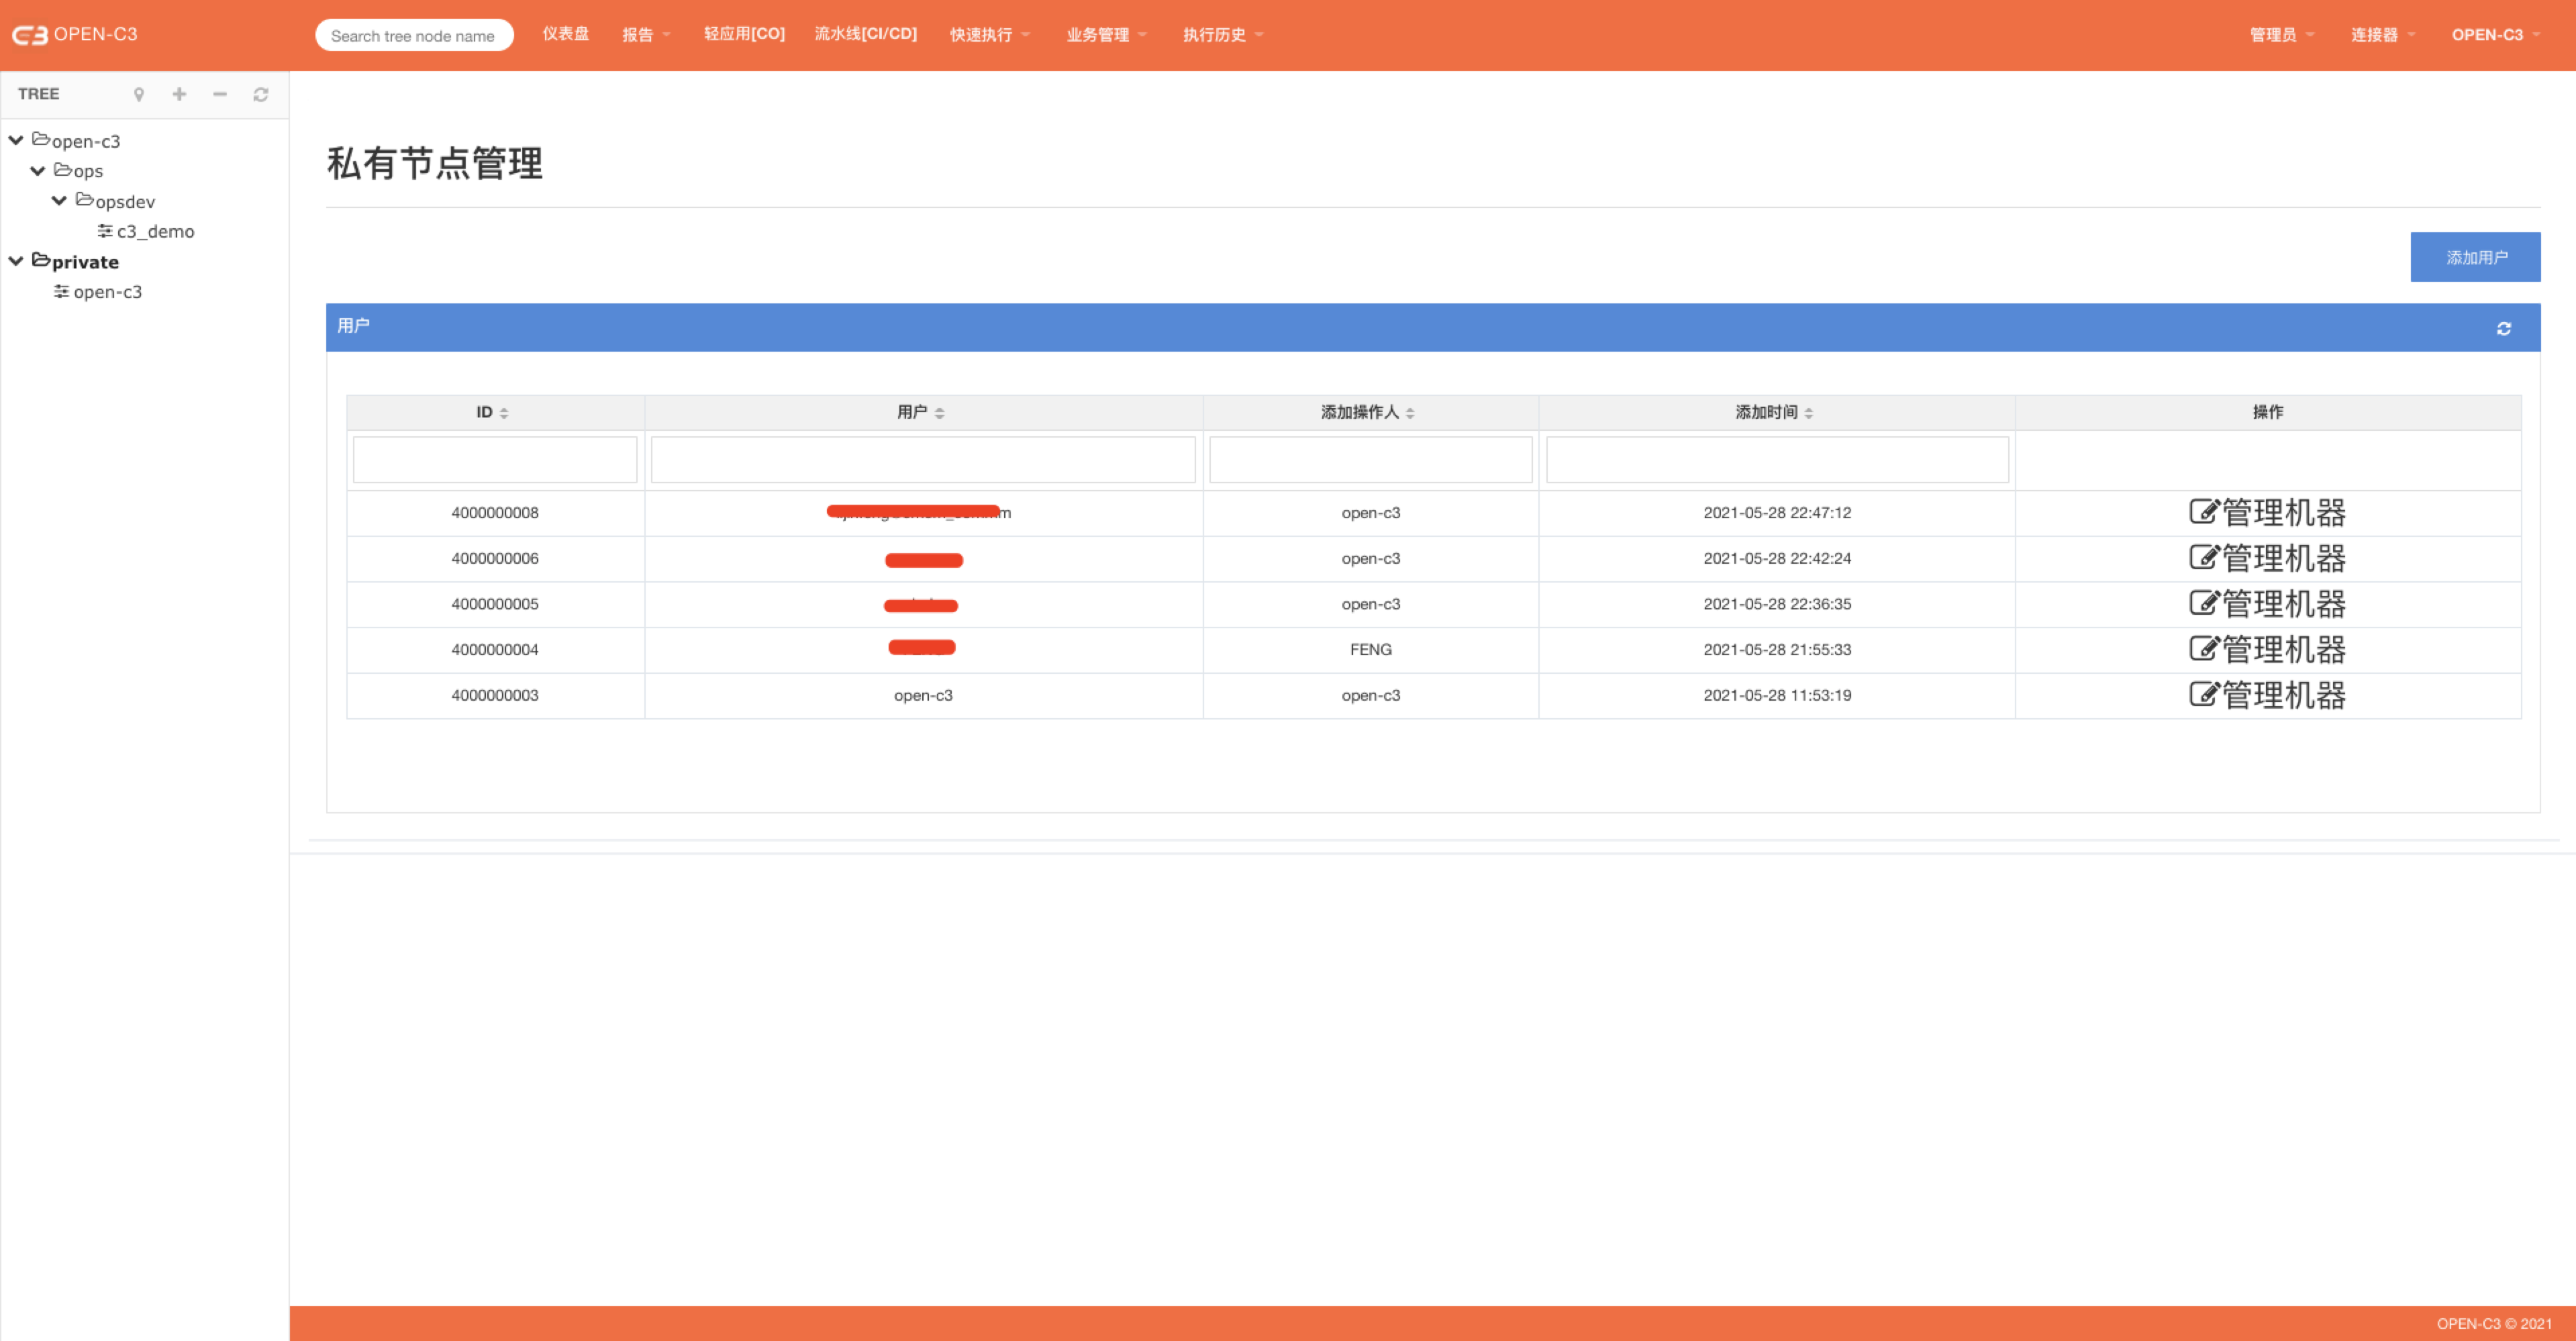 OPEN-C3
Search tree node name 仪表盘 报告 轻应用[CO] 流水线[CI/CD] 快速执行 业务管理 执行历史 管理员 连接器 OPEN-C3
TREE
open-c3
ops
opsdev
c3_demo
private
open-c3
私有节点管理
添加用户
用户
ID 用户 添加操作人 添加时间 操作
4000000008 open-c3 2021-05-28 22:47:12 管理机器
4000000006 open-c3 2021-05-28 22:42:24 管理机器
4000000005 open-c3 2021-05-28 22:36:35 管理机器
4000000004 FENG 2021-05-28 21:55:33 管理机器
4000000003 open-c3 open-c3 2021-05-28 11:53:19 管理机器
OPEN-C3 © 2021